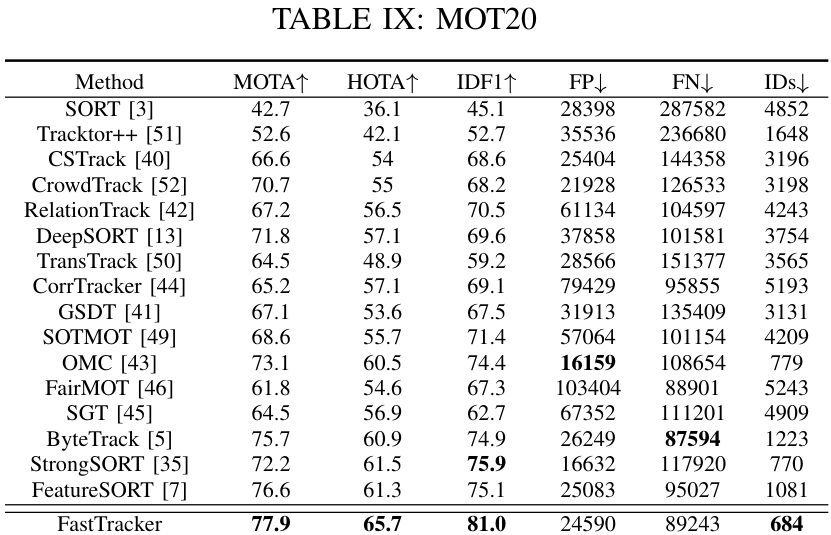 TABLE IX: MOT20
Method MOTA↑ HOTA↑ IDF1↑ FP↓ FN↓ IDs↓
SORT [3] 42.7 36.1 45.1 28398 287582 4852
Tracktor++ [51] 52.6 42.1 52.7 35536 236680 1648
CSTrack [40] 66.6 54 68.6 25404 144358 3196
CrowdTrack [52] 70.7 55 68.2 21928 126533 3198
RelationTrack [42] 67.2 56.5 70.5 61134 104597 4243
DeepSORT [13] 71.8 57.1 69.6 37858 101581 3754
TransTrack [50] 64.5 48.9 59.2 28566 151377 3565
CorrTracker [44] 65.2 57.1 69.1 79429 95855 5193
GSDT [41] 67.1 53.6 67.5 31913 135409 3131
SOTMOT [49] 68.6 55.7 71.4 57064 101154 4209
OMC [43] 73.1 60.5 74.4 16159 108654 779
FairMOT [46] 61.8 54.6 67.3 103404 88901 5243
SGT [45] 64.5 56.9 62.7 67352 111201 4909
ByteTrack [5] 75.7 60.9 74.9 26249 87594 1223
StrongSORT [35] 72.2 61.5 75.9 16632 117920 770
FeatureSORT [7] 76.6 61.3 75.1 25083 95027 1081
FastTracker 77.9 65.7 81.0 24590 89243 684